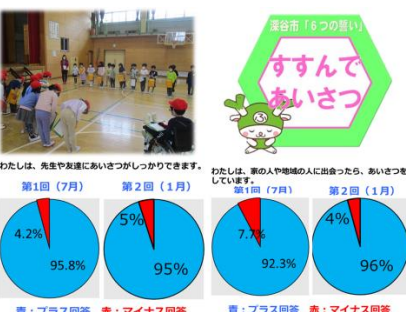 深谷市「6つの誓い」
すすんで
あいさつ
わたしは、先生や友達にあいさつがしっかりできます。
第1回（7月）
第2回（1月）
4.2%
95.8%
5%
95%
青：プラス回答 赤：マイナス回答
わたしは、家の人や地域の人に出会ったら、あいさつを
しています。
第1回（7月）
第2回（1月）
7.7%
92.3%
4%
96%
青：プラス回答 赤：マイナス回答